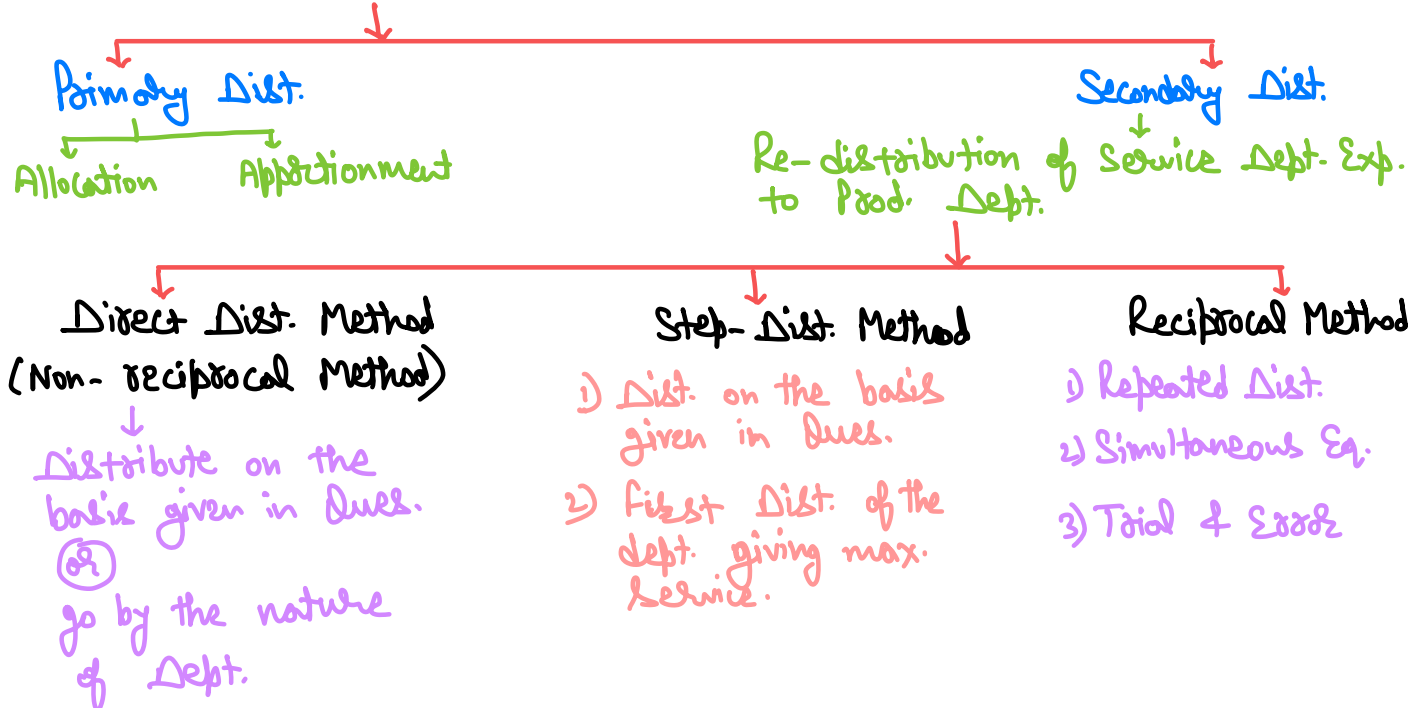 Primary Dist.
Secondary Dist.
Allocation
Apportionment
Re-distribution of Service Dept. Exp.
to Prod. Dept.
Direct Dist. Method
(Non-reciprocal Method)
Distribute on the
basis given in Ques.
or
go by the nature
of Dept.
Step-Dist. Method
1) Dist. on the basis
given in Ques.
2) First Dist. of the
dept. giving max.
service.
Reciprocal Method
1) Repeated Dist.
2) Simultaneous Eq.
3) Trial & Error